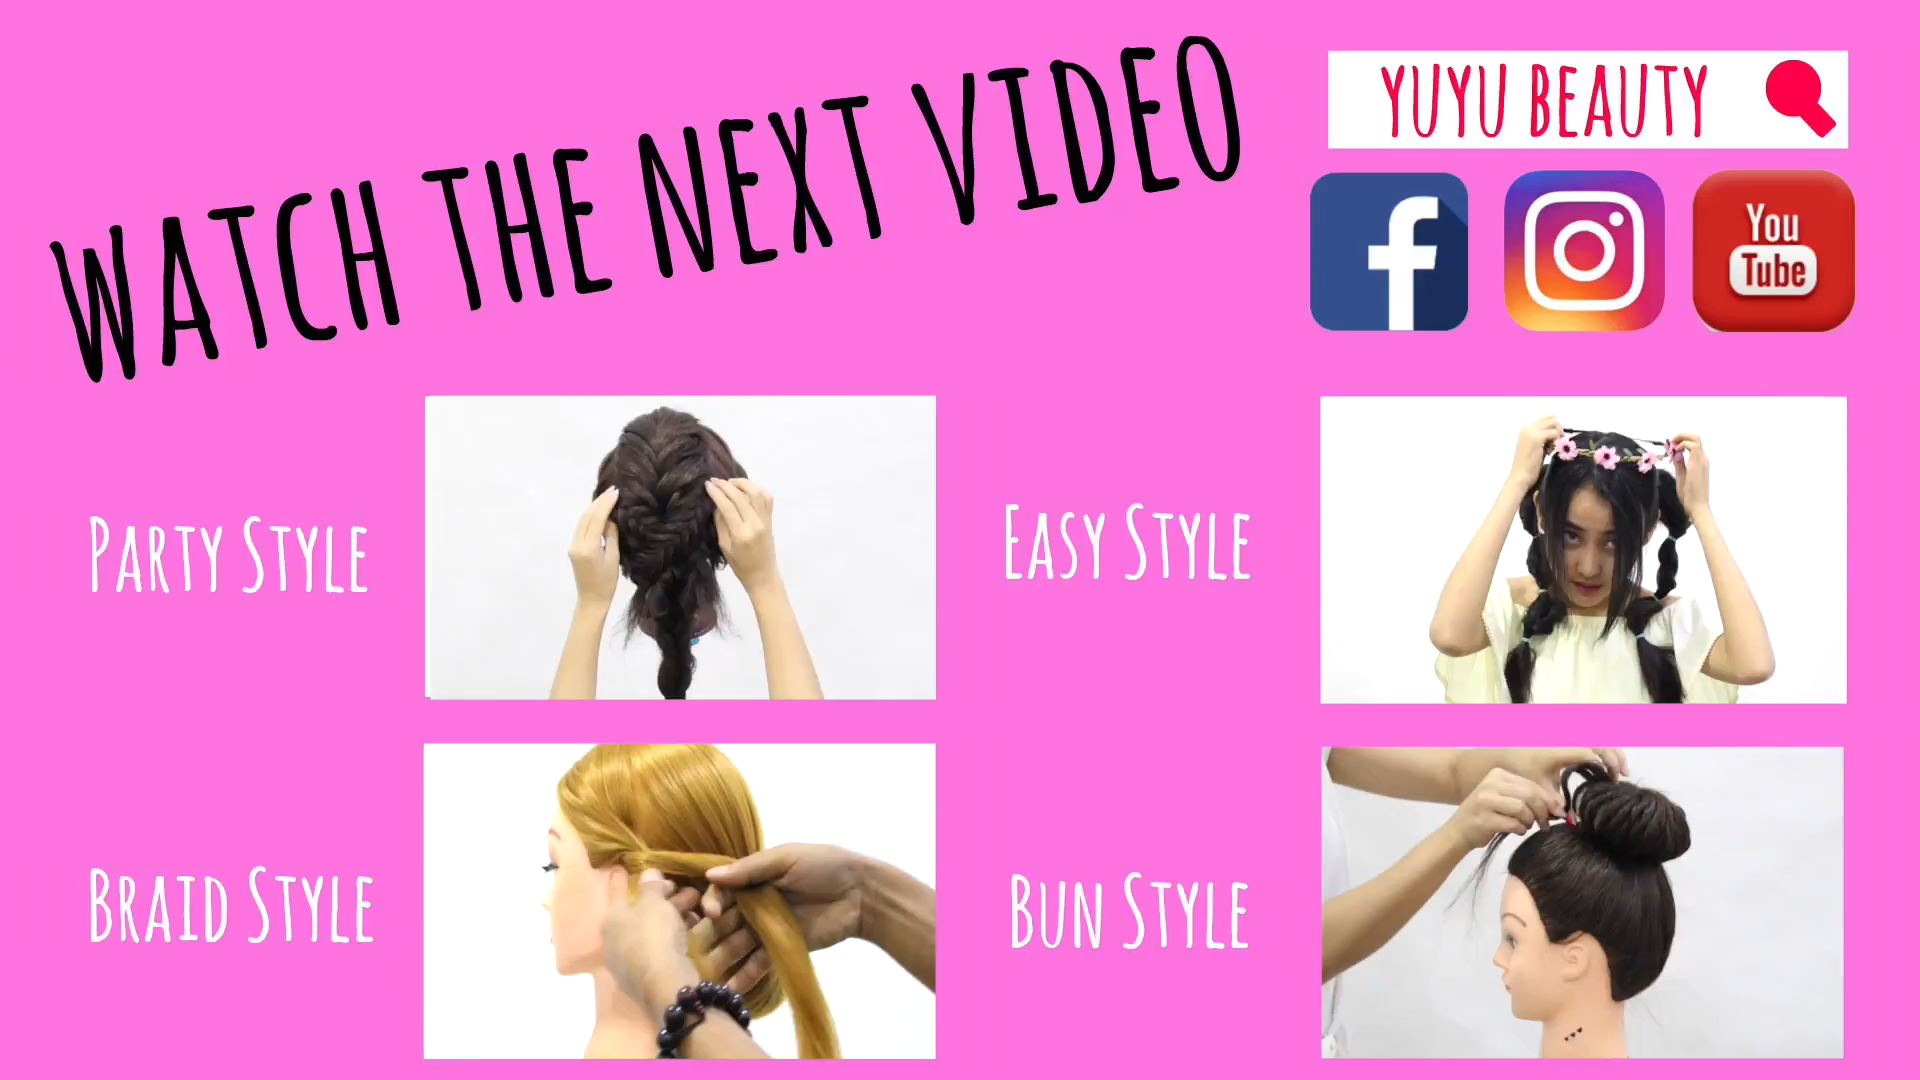 WATCH THE NEXT VIDEO
YUYU BEAUTY
f
You
Tube
PARTY STYLE
EASY STYLE
BRAID STYLE
BUN STYLE